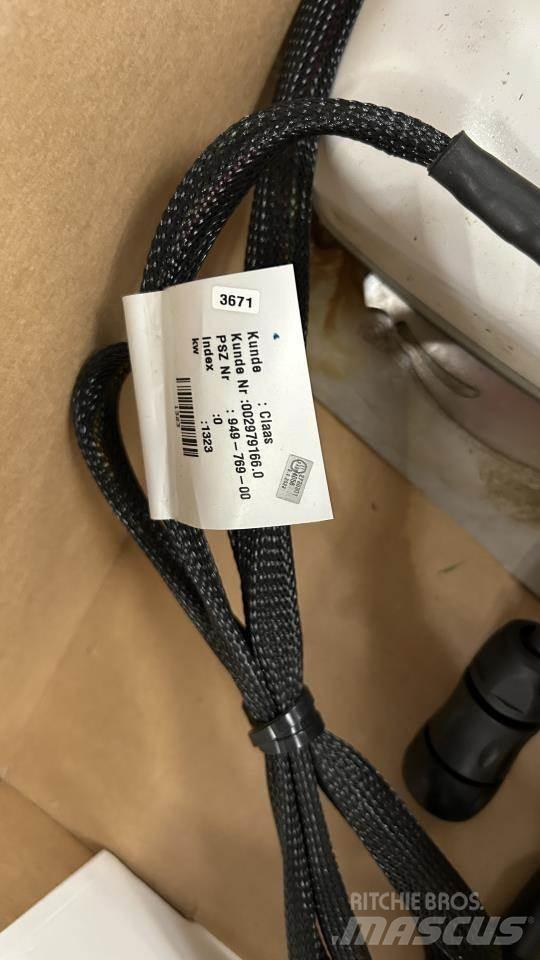 3671
Kunde : Claas
Kunde Nr :002979166.0
PSZ Nr : 949-769-00
Index :0
kw :1323
1323
RITCHIE BROS.
MASCUS